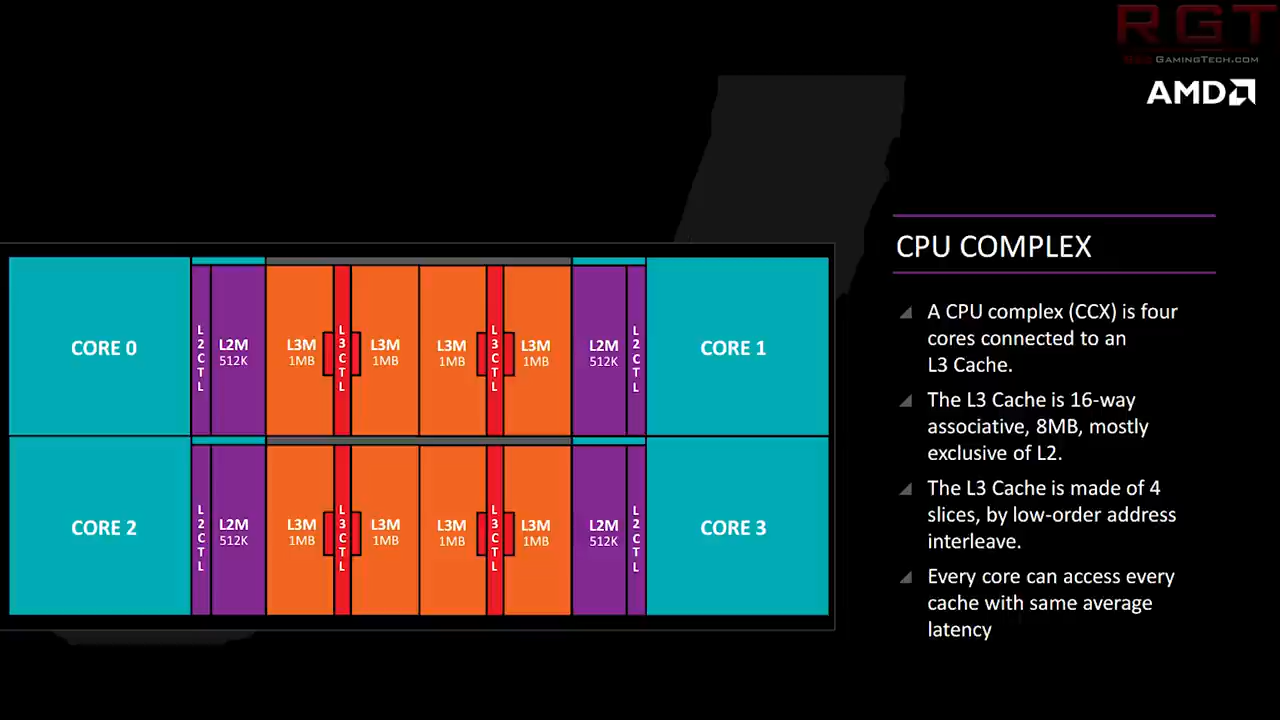 RGT
REDGAMINGTECH.COM
AMD
CPU COMPLEX
A CPU complex (CCX) is four
cores connected to an
L3 Cache.
The L3 Cache is 16-way
associative, 8MB, mostly
exclusive of L2.
The L3 Cache is made of 4
slices, by low-order address
interleave.
Every core can access every
cache with same average
latency
CORE 0
L2CTL
L2M
512K
L3M
1MB
L3CTL
L3M
1MB
L3M
1MB
L3CTL
L3M
1MB
L2M
512K
L2CTL
CORE 1
CORE 2
L2CTL
L2M
512K
L3M
1MB
L3CTL
L3M
1MB
L3M
1MB
L3CTL
L3M
1MB
L2M
512K
L2CTL
CORE 3